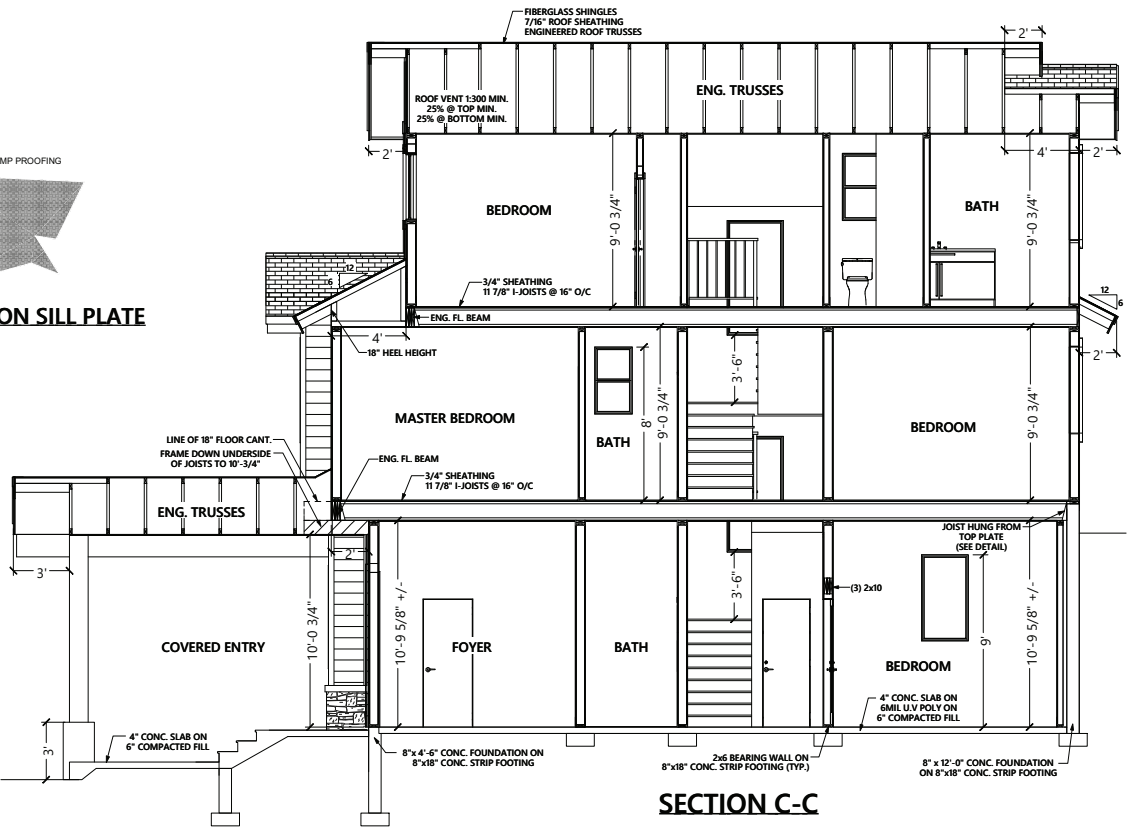 FIBERGLASS SHINGLES
7/16" ROOF SHEATHING
ENGINEERED ROOF TRUSSES
2'
ROOF VENT 1:300 MIN.
25% @ TOP MIN.
25% @ BOTTOM MIN.
ENG. TRUSSES
2'
4'
2'
MP PROOFING
BEDROOM
9'-0 3/4"
BATH
9'-0 3/4"
12
6
3/4" SHEATHING
11 7/8" I-JOISTS @ 16" O/C
12
6
ON SILL PLATE
ENG. FL. BEAM
4'
18" HEEL HEIGHT
2'
3'-6"
MASTER BEDROOM
BATH
8'
9'-0 3/4"
BEDROOM
9'-0 3/4"
LINE OF 18" FLOOR CANT.
FRAME DOWN UNDERSIDE
OF JOISTS TO 10'-3/4"
ENG. FL. BEAM
3/4" SHEATHING
11 7/8" I-JOISTS @ 16" O/C
ENG. TRUSSES
JOIST HUNG FROM
TOP PLATE
(SEE DETAIL)
2'
3'
3'-6"
(3) 2x10
10'-0 3/4"
10'-9 5/8" +/-
9'
10'-9 5/8" +/-
COVERED ENTRY
FOYER
BATH
BEDROOM
4" CONC. SLAB ON
6MIL U.V POLY ON
6" COMPACTED FILL
3'
4" CONC. SLAB ON
6" COMPACTED FILL
8"x 4'-6" CONC. FOUNDATION ON
8"x18" CONC. STRIP FOOTING
2x6 BEARING WALL ON
8"x18" CONC. STRIP FOOTING (TYP.)
8" x 12'-0" CONC. FOUNDATION
ON 8"x18" CONC. STRIP FOOTING
SECTION C-C